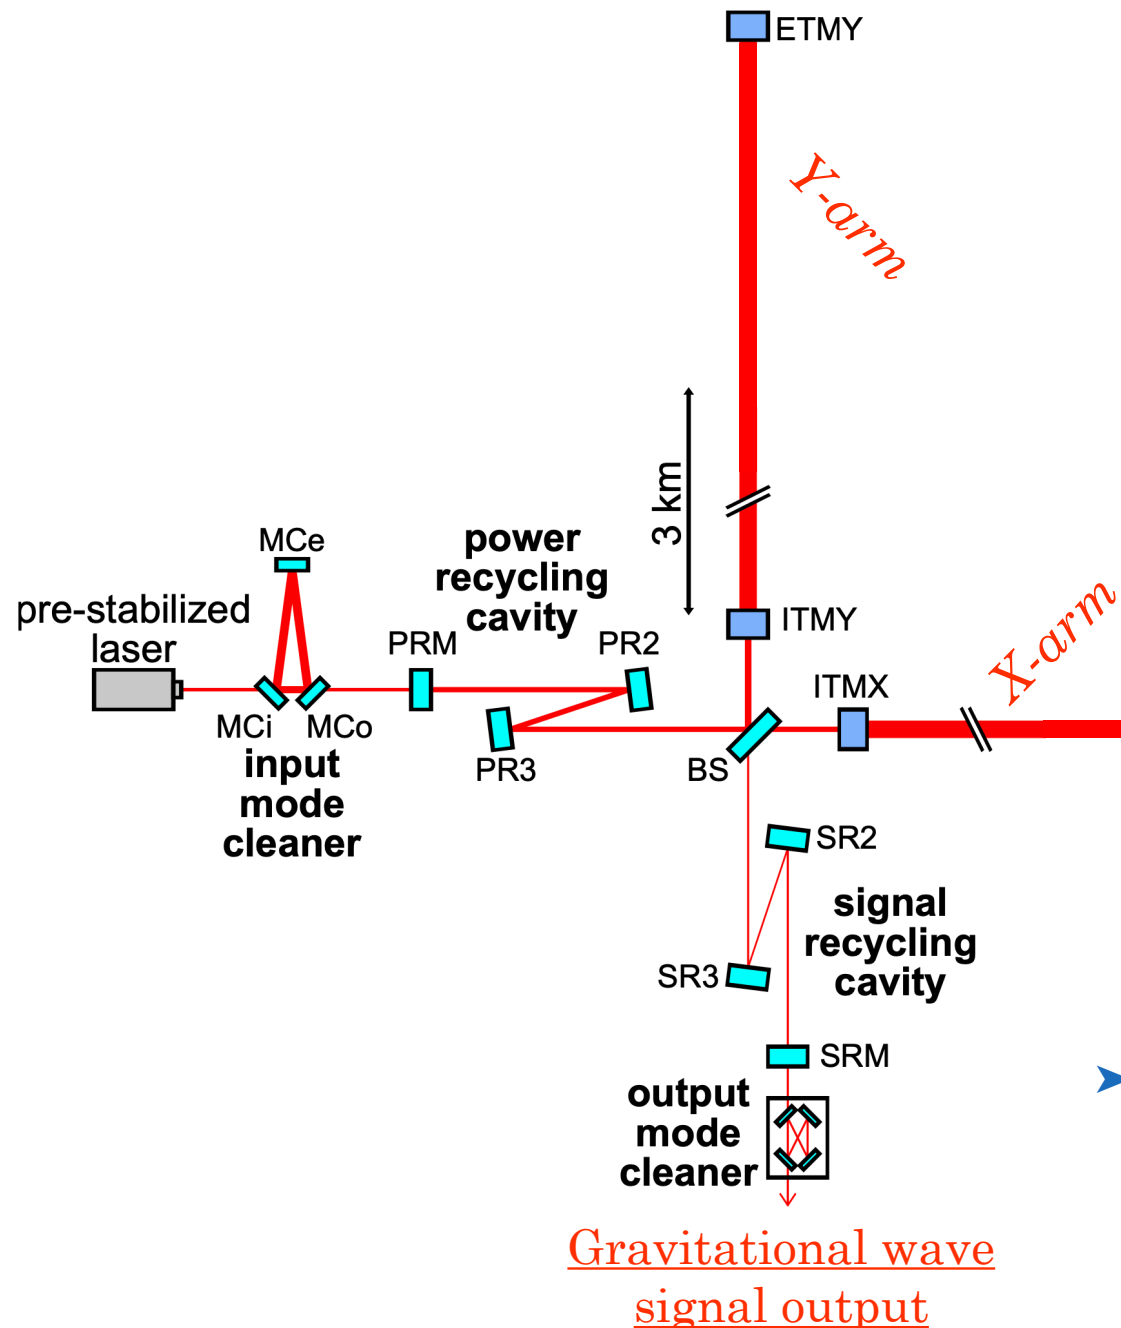 ETMY
Y-arm
3 km
MCe
power
recycling
cavity
pre-stabilized
laser
PRM
PR2
ITMY
X-arm
ITMX
MCi
MCo
PR3
BS
input
mode
cleaner
SR2
signal
recycling
cavity
SR3
SRM
output
mode
cleaner
Gravitational wave
signal output